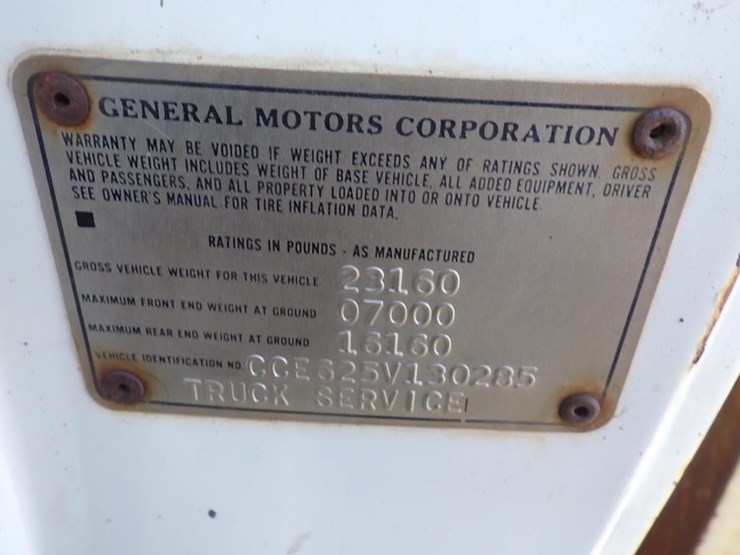 GENERAL MOTORS CORPORATION
WARRANTY MAY BE VOIDED IF WEIGHT EXCEEDS ANY OF RATINGS SHOWN. GROSS
VEHICLE WEIGHT INCLUDES WEIGHT OF BASE VEHICLE, ALL ADDED EQUIPMENT, DRIVER
AND PASSENGERS, AND ALL PROPERTY LOADED INTO OR ONTO VEHICLE.
SEE OWNER'S MANUAL FOR TIRE INFLATION DATA.
RATINGS IN POUNDS - AS MANUFACTURED
GROSS VEHICLE WEIGHT FOR THIS VEHICLE 23160
MAXIMUM FRONT END WEIGHT AT GROUND 07000
MAXIMUM REAR END WEIGHT AT GROUND 16160
VEHICLE IDENTIFICATION NO. CCE625V130285
TRUCK SERVICE